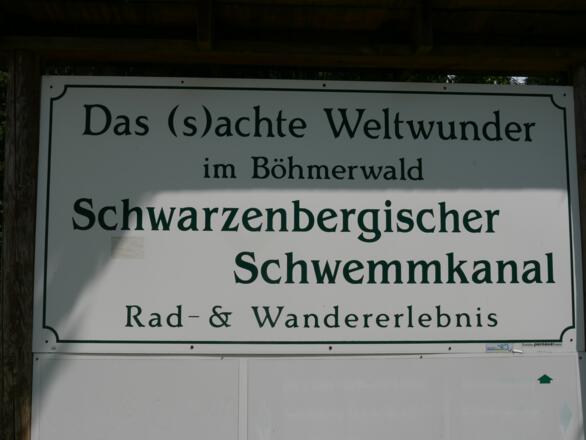 Das (s)achte Weltwunder
im Böhmerwald
Schwarzenbergischer
Schwemmkanal
Rad- & Wandererlebnis